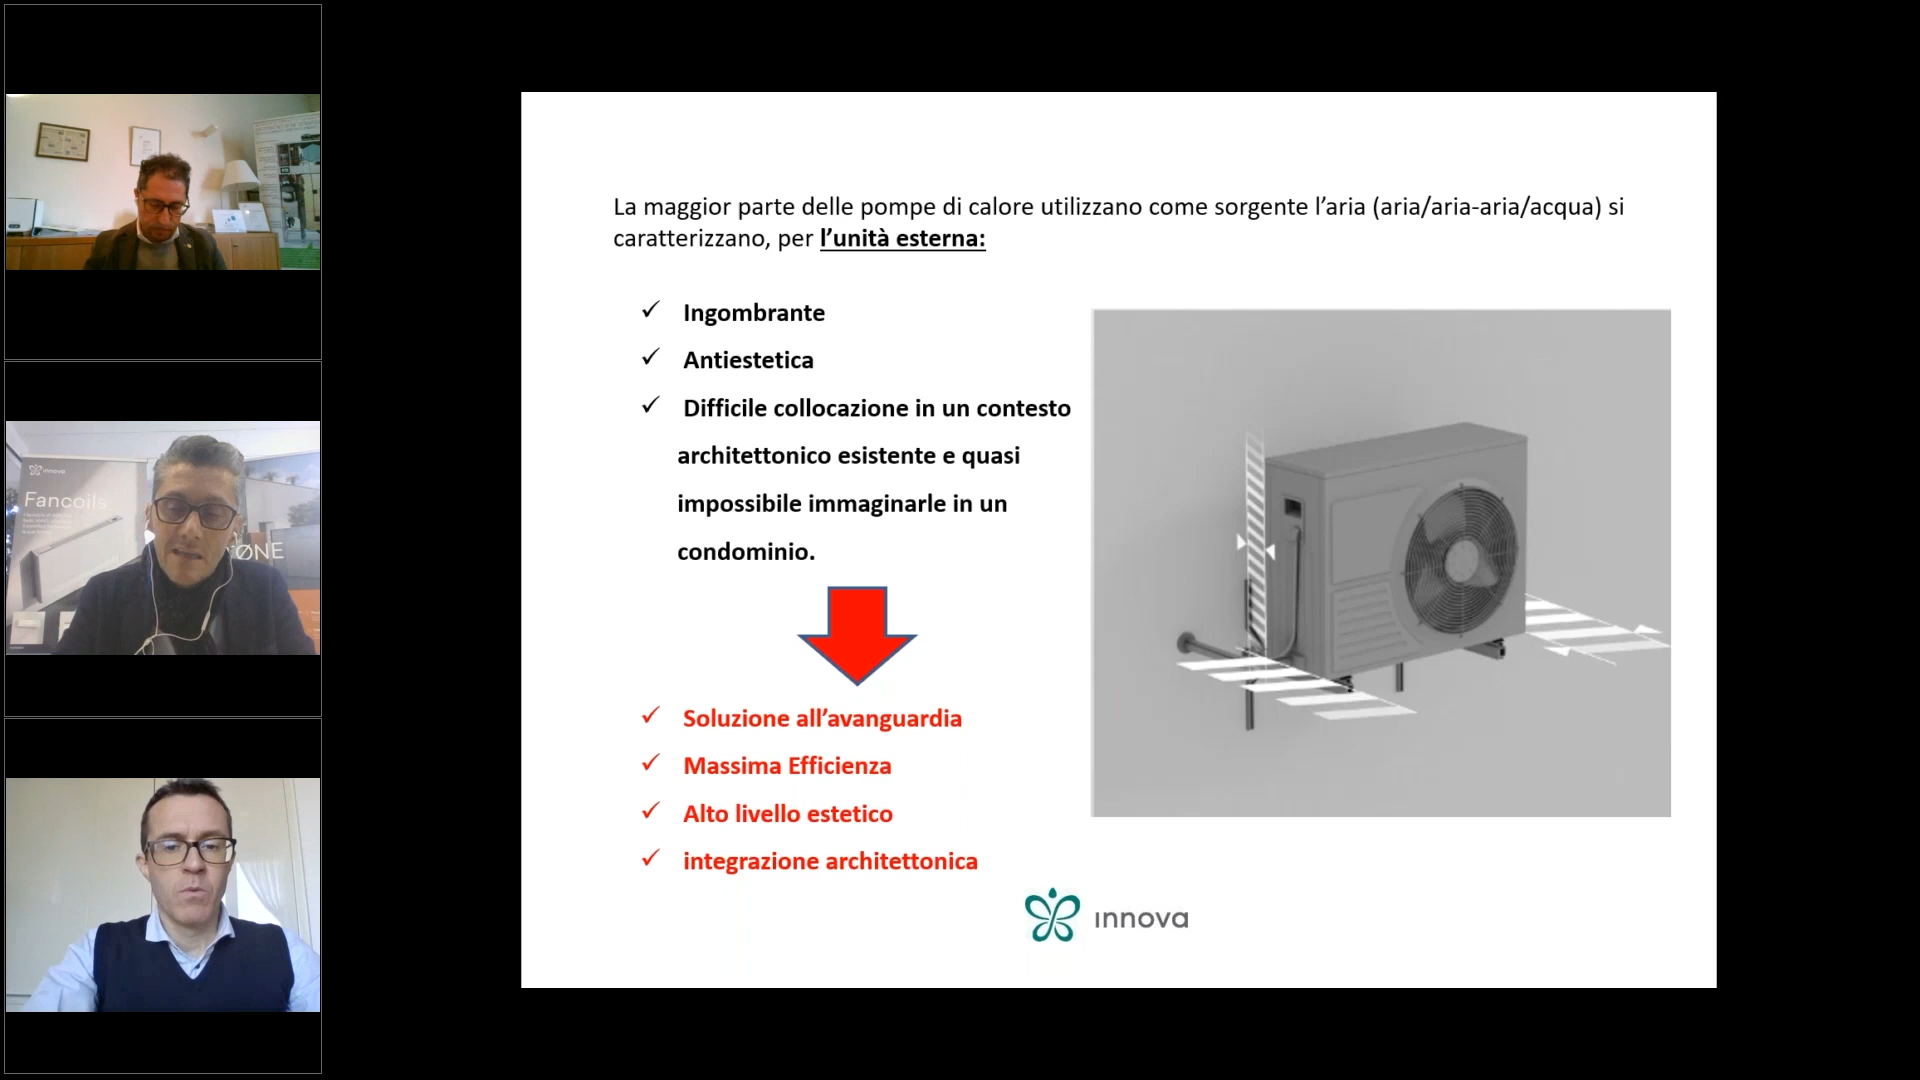 La maggior parte delle pompe di calore utilizzano come sorgente l’aria (aria/aria-aria/acqua) si
caratterizzano, per l’unità esterna:
✓ Ingombrante
✓ Antiestetica
✓ Difficile collocazione in un contesto
architettonico esistente e quasi
impossibile immaginarle in un
condominio.
✓ Soluzione all’avanguardia
✓ Massima Efficienza
✓ Alto livello estetico
✓ integrazione architettonica
innova
innova
Fancoils
ONE